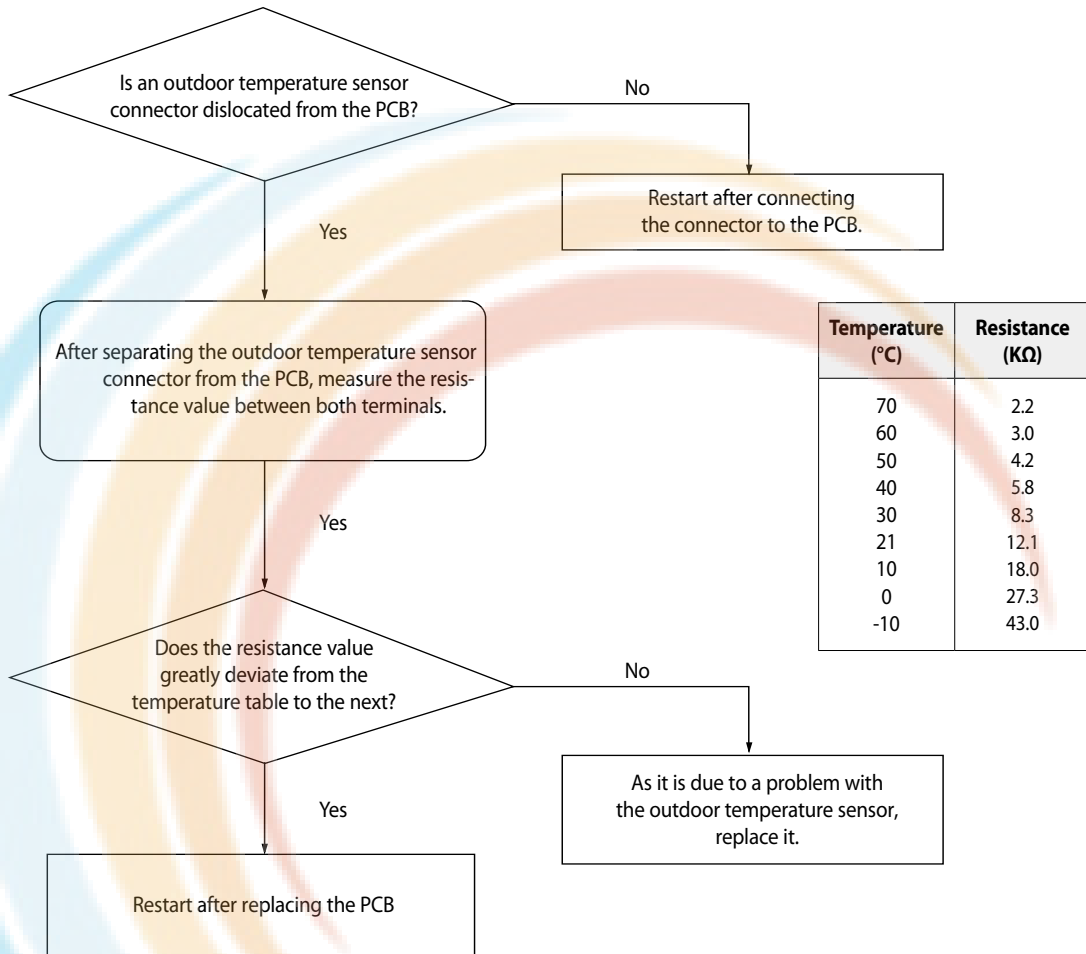 Is an outdoor temperature sensor
connector dislocated from the PCB?
No
Restart after connecting
the connector to the PCB.
Yes
After separating the outdoor temperature sensor
connector from the PCB, measure the resis-
tance value between both terminals.
Temperature Resistance
(°C) (KΩ)
70 2.2
60 3.0
50 4.2
40 5.8
30 8.3
21 12.1
10 18.0
0 27.3
-10 43.0
Yes
Does the resistance value
greatly deviate from the
temperature table to the next?
No
As it is due to a problem with
the outdoor temperature sensor,
replace it.
Yes
Restart after replacing the PCB